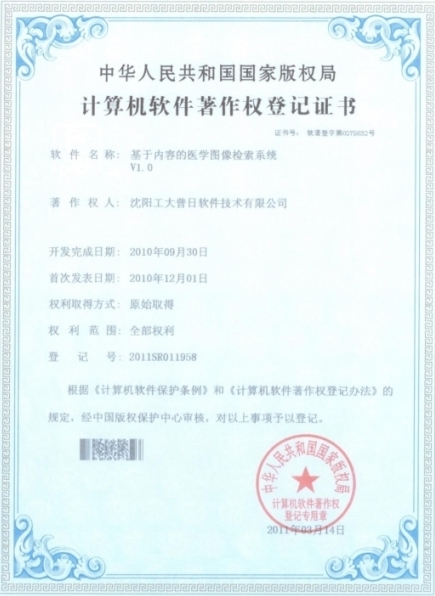 中华人民共和国国家版权局
计算机软件著作权登记证书
证书号： 软著登字第0275632号
软件名称： 基于内容的医学图像检索系统
V1.0
著作权人： 沈阳工大普日软件技术有限公司
开发完成日期： 2010年09月30日
首次发表日期： 2010年12月01日
权利取得方式： 原始取得
权利范围： 全部权利
登记号： 2011SR011958
根据《计算机软件保护条例》和《计算机软件著作权登记办法》的
规定，经中国版权保护中心审核，对以上事项予以登记。
中华人民共和国国家版权局
计算机软件著作权
登记专用章
2011年03月14日